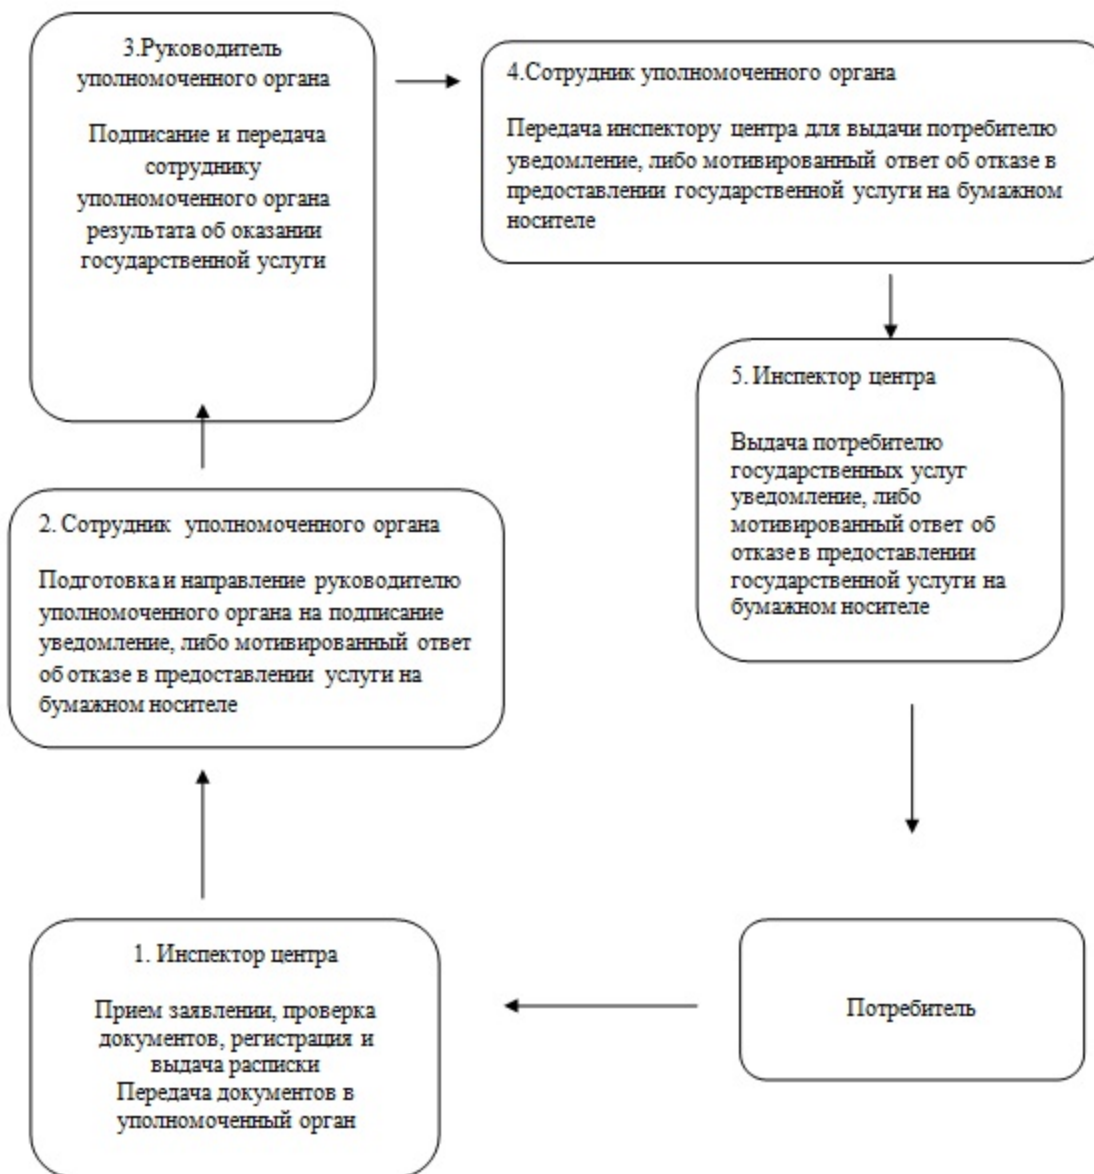 3.Руководитель
уполномоченного органа
Подписание и передача
сотруднику
уполномоченного органа
результата об оказании
государственной услуги
4.Сотрудник уполномоченного органа
Передача инспектору центра для выдачи потребителю
уведомление, либо мотивированный ответ об отказе в
предоставлении государственной услуги на бумажном
носителе
5. Инспектор центра
Выдача потребителю
государственных услуг
уведомление, либо
мотивированный ответ об
отказе в предоставлении
государственной услуги на
бумажном носителе
2. Сотрудник уполномоченного органа
Подготовка и направление руководителю
уполномоченного органа на подписание
уведомление, либо мотивированный ответ
об отказе в предоставлении услуги на
бумажном носителе
1. Инспектор центра
Прием заявлении, проверка
документов, регистрация и
выдача расписки
Передача документов в
уполномоченный орган
Потребитель